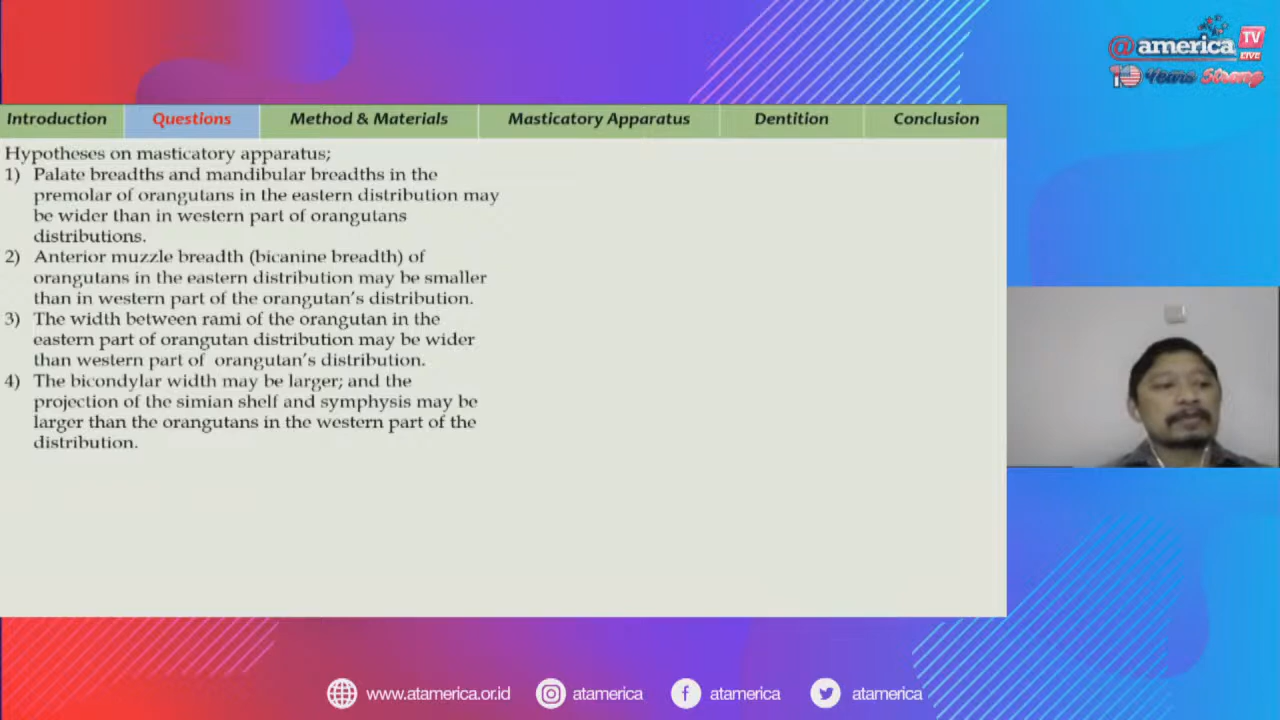 @america TV
LIVE
10 Years Strong
Introduction Questions Method & Materials Masticatory Apparatus Dentition Conclusion
Hypotheses on masticatory apparatus;
1) Palate breadths and mandibular breadths in the
premolar of orangutans in the eastern distribution may
be wider than in western part of orangutans
distributions.
2) Anterior muzzle breadth (bicanine breadth) of
orangutans in the eastern distribution may be smaller
than in western part of the orangutan's distribution.
3) The width between rami of the orangutan in the
eastern part of orangutan distribution may be wider
than western part of orangutan's distribution.
4) The bicondylar width may be larger; and the
projection of the simian shelf and symphysis may be
larger than the orangutans in the western part of the
distribution.
www.atamerica.or.id atamerica atamerica atamerica